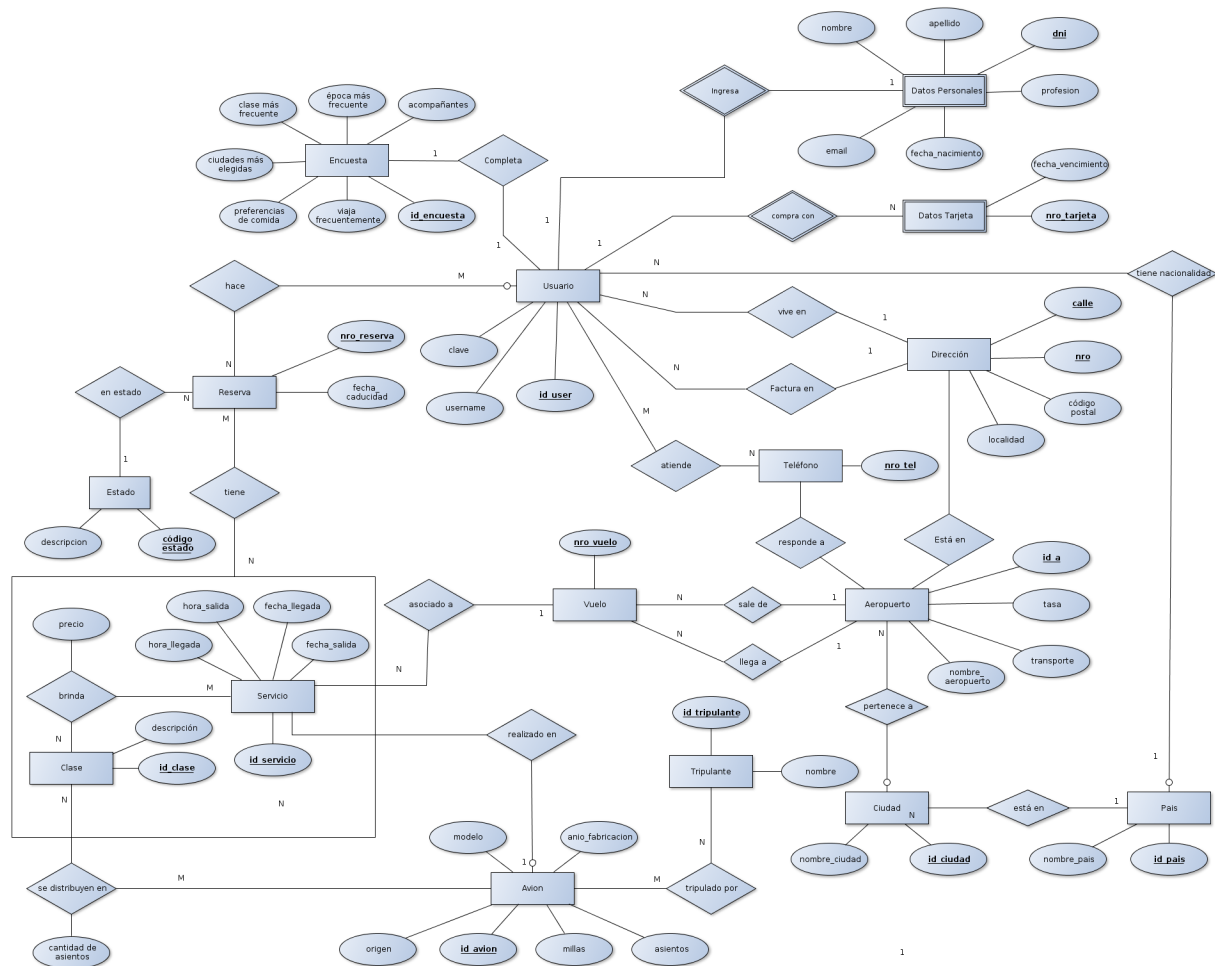 nombre
apellido
dni
Ingresa
1
Datos Personales
profesion
email
fecha_nacimiento
clase más
frecuente
época más
frecuente
acompañantes
Encuesta
1
Completa
ciudades más
elegidas
preferencias
de comida
viaja
frecuentemente
id_encuesta
1
1
fecha_vencimiento
compra con
N
Datos Tarjeta
nro_tarjeta
1
N
tiene nacionalidad
hace
M
Usuario
N
vive en
1
calle
N
nro_reserva
clave
1
Dirección
nro
en estado
N
Reserva
fecha_
caducidad
username
id_user
N
Factura en
código
postal
M
M
localidad
1
atiende
N
Teléfono
nro_tel
Estado
tiene
descripcion
código
estado
nro_vuelo
responde a
Está en
N
id_a
precio
hora_salida
fecha_llegada
asociado a
1
Vuelo
N
sale de
1
Aeropuerto
tasa
hora_llegada
fecha_salida
N
N
llega a
1
N
transporte
nombre_
aeropuerto
brinda
M
Servicio
pertenece a
N
descripción
id_tripulante
realizado en
Clase
id_clase
id_servicio
Tripulante
nombre
1
N
N
Ciudad
N
está en
1
Pais
modelo
anio_fabricacion
N
nombre_ciudad
id_ciudad
nombre_pais
id_pais
1
se distribuyen en
M
Avion
M
tripulado por
cantidad de
asientos
origen
id_avion
millas
asientos
1